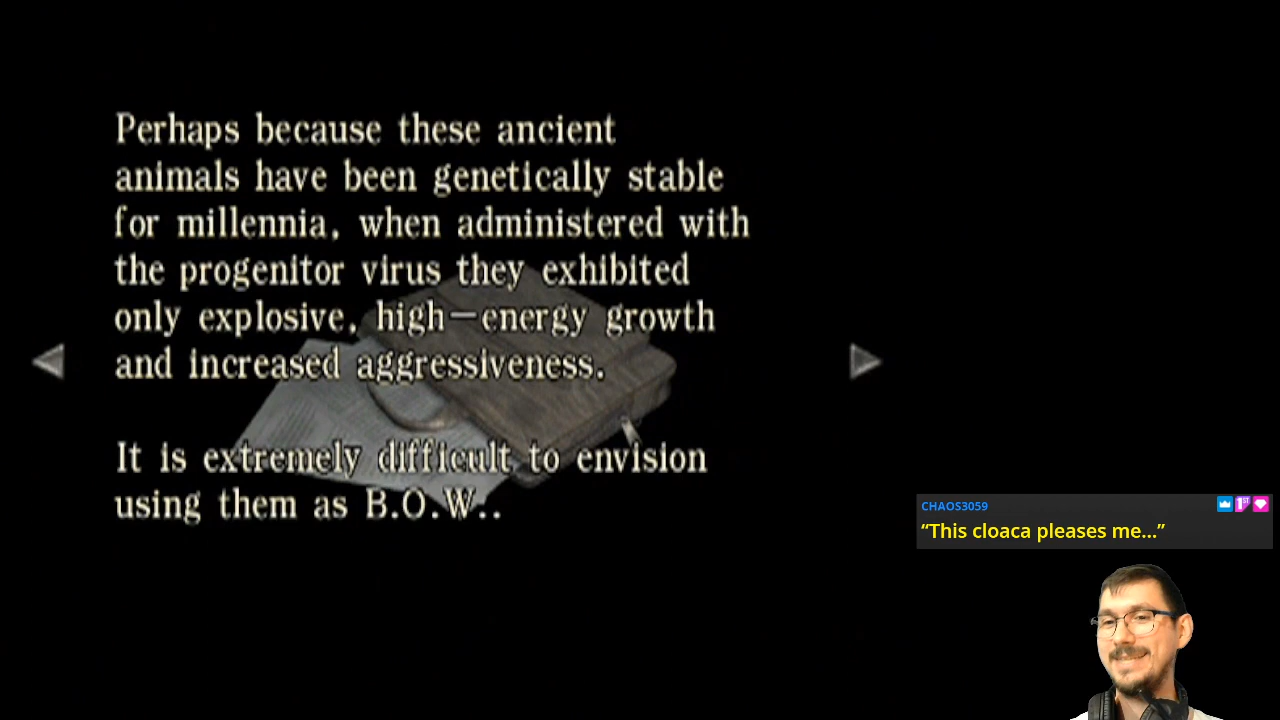 Perhaps because these ancient
animals have been genetically stable
for millennia, when administered with
the progenitor virus they exhibited
only explosive, high—energy growth
and increased aggressiveness.
It is extremely difficult to envision
using them as B.O.W..
CHAOS3059
1ST
“This cloaca pleases me...”